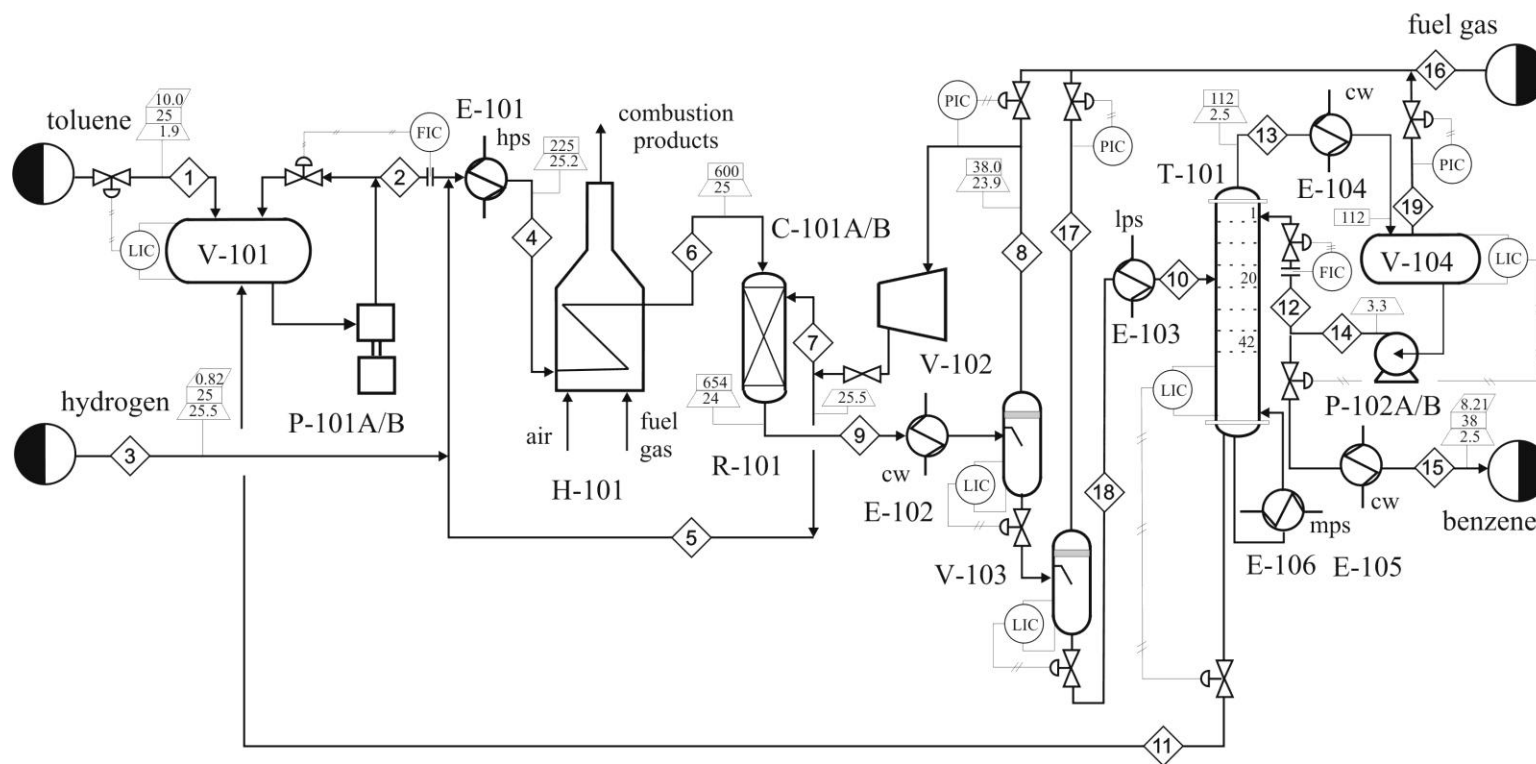 fuel gas
16
10.0
25
1.9
toluene
1
FIC
2
E-101
hps
combustion
products
225
25.2
600
25
PIC
PIC
38.0
23.9
112
2.5
13
cw
T-101
E-104
PIC
LIC
V-101
4
6
C-101A/B
8
17
lps
1
112
19
FIC
V-104
LIC
10
20
12
E-103
14
3.3
42
7
V-102
0.82
25
25.5
hydrogen
P-101A/B
3
air
fuel
gas
H-101
654
24
25.5
R-101
9
cw
E-102
LIC
18
LIC
P-102A/B
8.21
38
2.5
15
cw
benzene
mps
E-106
E-105
5
V-103
LIC
11